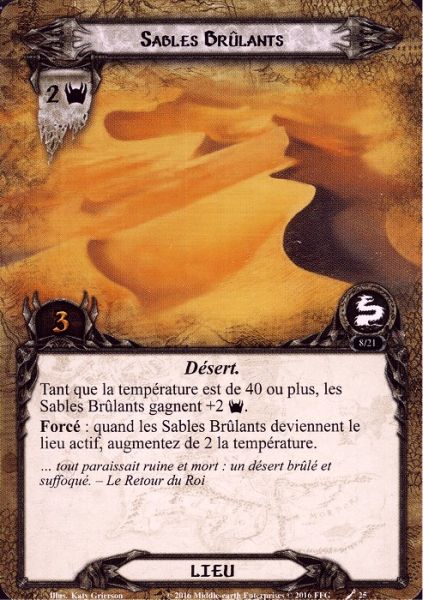 Sables Brûlants
2
3
8/21
Désert.
Tant que la température est de 40 ou plus, les
Sables Brûlants gagnent +2 .
Forcé : quand les Sables Brûlants deviennent le
lieu actif, augmentez de 2 la température.
... tout paraissait ruine et mort : un désert brûlé et
suffoqué. – Le Retour du Roi
LIEU
Illus. Katy Grierson © 2016 Middle-earth Enterprises © 2016 FFG 25